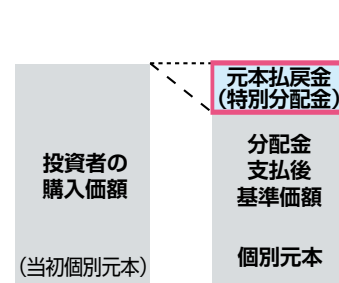 投資者の
購入価額
（当初個別元本）
元本払戻金
（特別分配金）
分配金
支払後
基準価額
個別元本